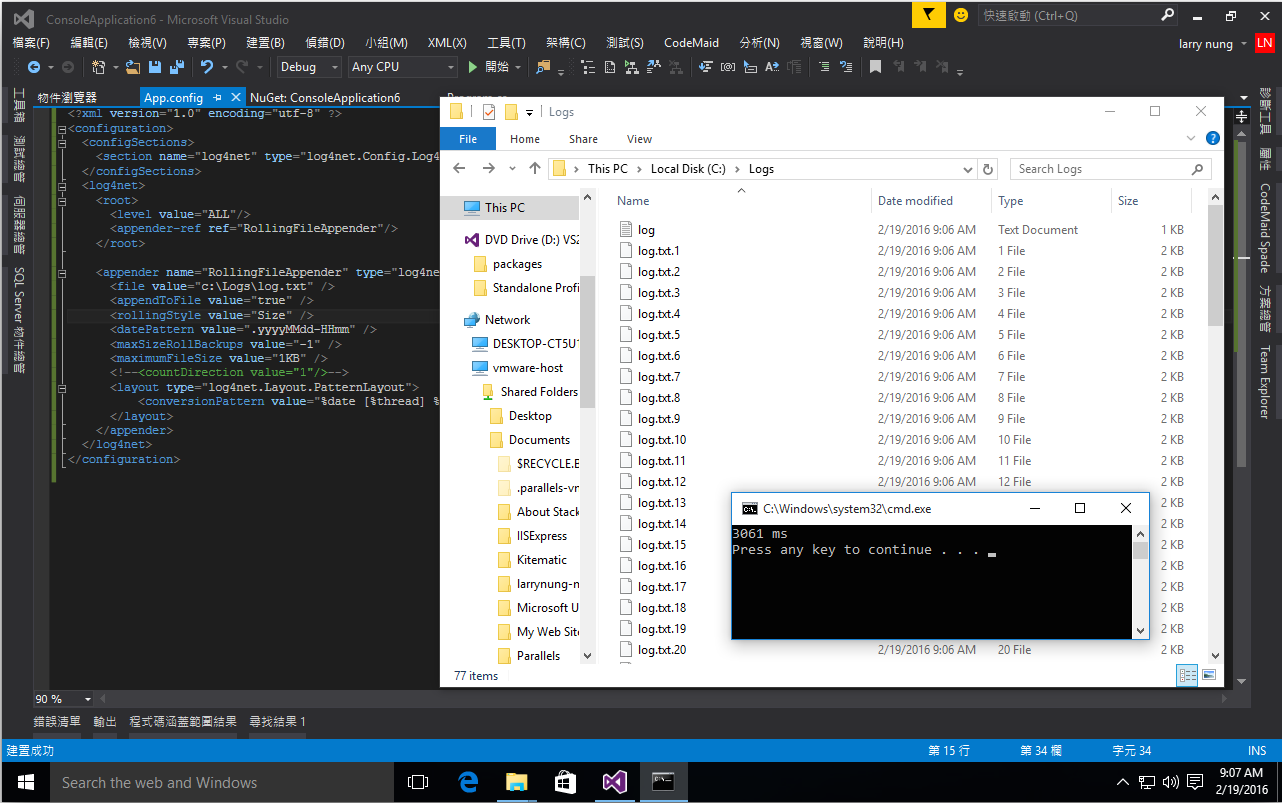 ConsoleApplication6 - Microsoft Visual Studio
快速啟動 (Ctrl+Q)
檔案(F) 編輯(E) 檢視(V) 專案(P) 建置(B) 偵錯(D) 小組(M) XML(X) 工具(T) 架構(C) 測試(S) CodeMaid 分析(N) 視窗(W) 說明(H)
larry nung LN
Debug Any CPU 開始
物件瀏覽器 App.config NuGet: ConsoleApplication6
工具箱
測試總管
伺服器總管
SQL Server 物件總管
<?xml version="1.0" encoding="utf-8" ?>
<configuration>
<configSections>
<section name="log4net" type="log4net.Config.Log4
</configSections>
<log4net>
<root>
<level value="ALL"/>
<appender-ref ref="RollingFileAppender"/>
</root>
<appender name="RollingFileAppender" type="log4ne
<file value="c:\Logs\log.txt" />
<appendToFile value="true" />
<rollingStyle value="Size" />
<datePattern value=".yyyyMMdd-HHmm" />
<maxSizeRollBackups value="-1" />
<maximumFileSize value="1KB" />
<!--<countDirection value="1"/>-->
<layout type="log4net.Layout.PatternLayout">
<conversionPattern value="%date [%thread] %
</layout>
</appender>
</log4net>
</configuration>
90 %
Logs
File Home Share View
This PC Local Disk (C:) Logs
Search Logs
This PC
DVD Drive (D:) VS2
packages
Standalone Profi
Network
DESKTOP-CT5U1
vmware-host
Shared Folders
Desktop
Documents
$RECYCLE.B
.parallels-vm
About Stack
IISExpress
Kitematic
larrynung-n
Microsoft U
My Web Site
Parallels
Name Date modified Type Size
log 2/19/2016 9:06 AM Text Document 1 KB
log.txt.1 2/19/2016 9:06 AM 1 File 2 KB
log.txt.2 2/19/2016 9:06 AM 2 File 2 KB
log.txt.3 2/19/2016 9:06 AM 3 File 2 KB
log.txt.4 2/19/2016 9:06 AM 4 File 2 KB
log.txt.5 2/19/2016 9:06 AM 5 File 2 KB
log.txt.6 2/19/2016 9:06 AM 6 File 2 KB
log.txt.7 2/19/2016 9:06 AM 7 File 2 KB
log.txt.8 2/19/2016 9:06 AM 8 File 2 KB
log.txt.9 2/19/2016 9:06 AM 9 File 2 KB
log.txt.10 2/19/2016 9:06 AM 10 File 2 KB
log.txt.11 2/19/2016 9:06 AM 11 File 2 KB
log.txt.12 2/19/2016 9:06 AM 12 File 2 KB
log.txt.13 2 KB
log.txt.14 2 KB
log.txt.15 2 KB
log.txt.16 2 KB
log.txt.17 2 KB
log.txt.18 2 KB
log.txt.19 2 KB
log.txt.20 2/19/2016 9:06 AM 20 File 2 KB
77 items
C:\Windows\system32\cmd.exe
3061 ms
Press any key to continue . . .
診斷工具
屬性
CodeMaid Spade
方案總管
Team Explorer
錯誤清單 輸出 程式碼涵蓋範圍結果 尋找結果 1
建置成功 第 15 行 第 34 欄 字元 34 INS
Search the web and Windows
9:07 AM
2/19/2016